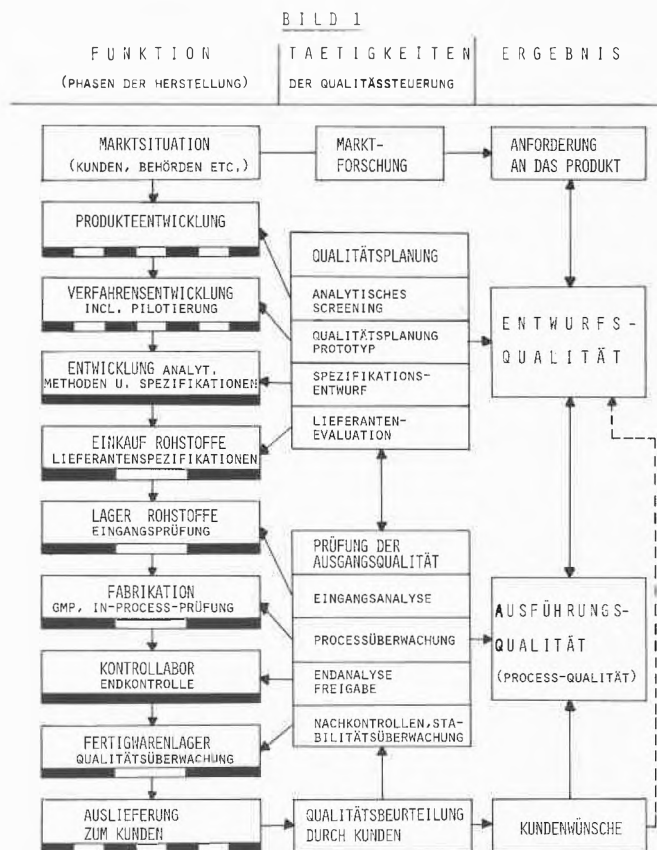 BILD 1
FUNKTION
(PHASEN DER HERSTELLUNG)
TAETIGKEITEN
DER QUALITÄSSTEUERUNG
ERGEBNIS
MARKTSITUATION
(KUNDEN, BEHÖRDEN ETC.)
MARKT-
FORSCHUNG
ANFORDERUNG
AN DAS PRODUKT
PRODUKTEENTWICKLUNG
VERFAHRENSENTWICKLUNG
INCL. PILOTIERUNG
ENTWICKLUNG ANALYT.
METHODEN U. SPEZIFIKATIONEN
EINKAUF ROHSTOFFE
LIEFERANTENSPEZIFIKATIONEN
QUALITÄTSPLANUNG
ANALYTISCHES
SCREENING
QUALITÄTSPLANUNG
PROTOTYP
SPEZIFIKATIONS-
ENTWURF
LIEFERANTEN-
EVALUATION
ENTWURFS-
QUALITÄT
LAGER ROHSTOFFE
EINGANGSPRÜFUNG
FABRIKATION
GMP, IN-PROCESS-PRÜFUNG
KONTROLLABOR
ENDKONTROLLE
FERTIGWARENLAGER
QUALITÄTSÜBERWACHUNG
PRÜFUNG DER
AUSGANGSQUALITÄT
EINGANGSANALYSE
PROCESSÜBERWACHUNG
ENDANALYSE
FREIGABE
NACHKONTROLLEN,STA-
BILITÄTSÜBERWACHUNG
AUSFÜHRUNGS-
QUALITÄT
(PROCESS-QUALITÄT)
AUSLIEFERUNG
ZUM KUNDEN
QUALITÄTSBEURTEILUNG
DURCH KUNDEN
KUNDENWÜNSCHE